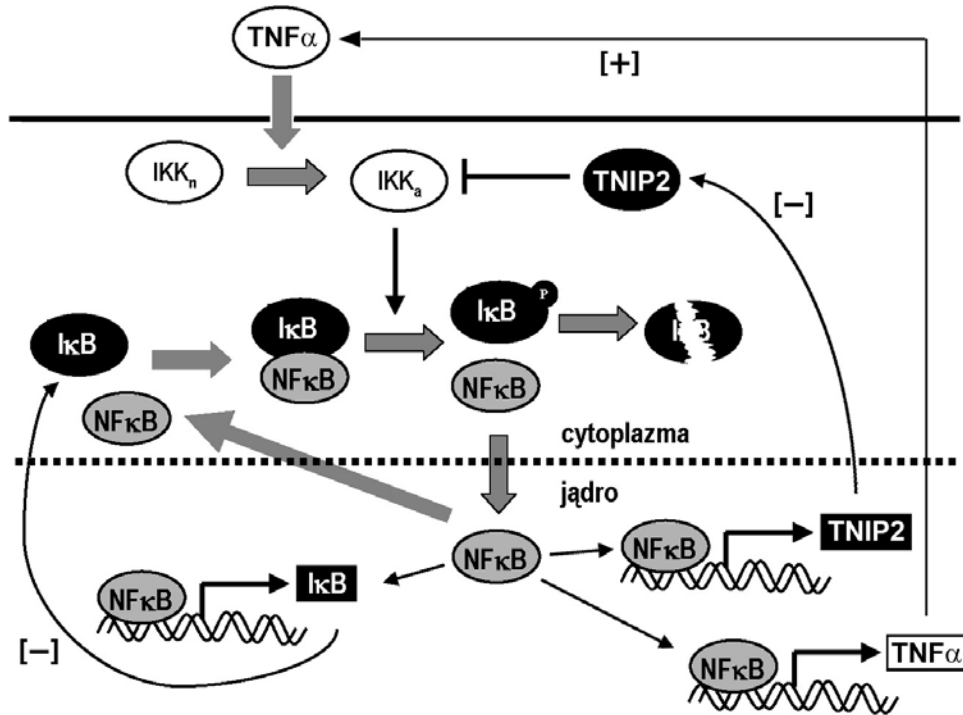 TNFα
[+]
IKKn
IKKa
TNIP2
[−]
IκB
NFκB
IκB
NFκB
IκB
P
NFκB
IκB
cytoplazma
jądro
NFκB
NFκB
IκB
[−]
NFκB
TNIP2
NFκB
TNFα